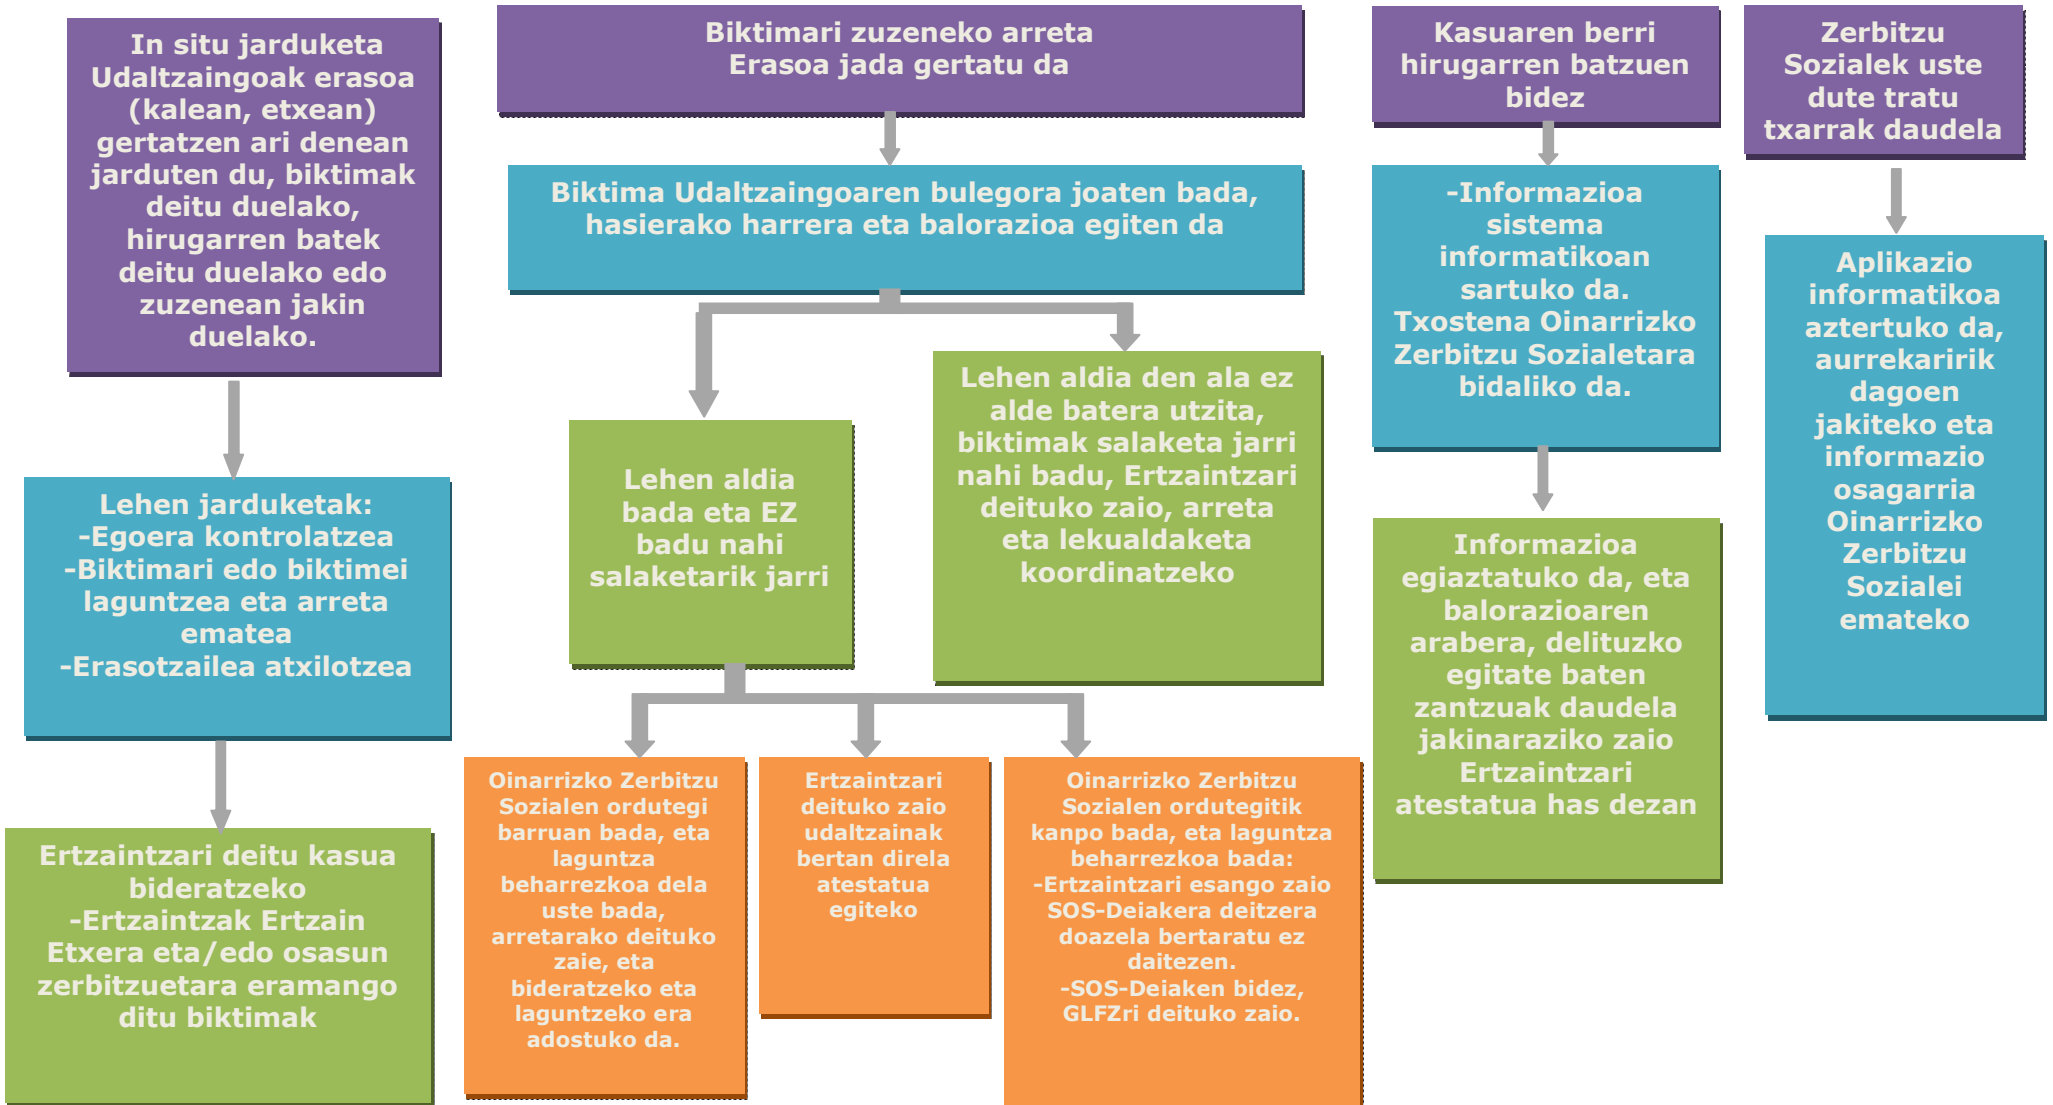 In situ jarduketa
Udaltzaingoak erasoa
(kalean, etxean)
gertatzen ari denean
jarduten du, biktimak
deitu duelako,
hirugarren batek
deitu duelako edo
zuzenean jakin
duelako.
Lehen jarduketak:
-Egoera kontrolatzea
-Biktimari edo biktimei
laguntzea eta arreta
ematea
-Erasotzailea atxilotzea
Ertzaintzari deitu kasua
bideratzeko
-Ertzaintzak Ertzain
Etxera eta/edo osasun
zerbitzuetara eramango
ditu biktimak
Biktimari zuzeneko arreta
Erasoa jada gertatu da
Biktima Udaltzaingoaren bulegora joaten bada,
hasierako harrera eta balorazioa egiten da
Lehen aldia
bada eta EZ
badu nahi
salaketarik jarri
Lehen aldia den ala ez
alde batera utzita,
biktimak salaketa jarri
nahi badu, Ertzaintzari
deituko zaio, arreta
eta lekualdaketa
koordinatzeko
Oinarrizko Zerbitzu
Sozialen ordutegi
barruan bada, eta
laguntza
beharrezkoa dela
uste bada,
arretarako deituko
zaie, eta
bideratzeko eta
laguntzeko era
adostuko da.
Ertzaintzari
deituko zaio
udaltzainak
bertan direla
atestatua
egiteko
Oinarrizko Zerbitzu
Sozialen ordutegitik
kanpo bada, eta laguntza
beharrezkoa bada:
-Ertzaintzari esango zaio
SOS-Deiakera deitzera
doazela bertaratu ez
daitezen.
-SOS-Deiaken bidez,
GLFZri deituko zaio.
Kasuaren berri
hirugarren batzuen
bidez
-Informazioa
sistema
informatikoan
sartuko da.
Txostena Oinarrizko
Zerbitzu Sozialetara
bidaliko da.
Informazioa
egiaztatuko da, eta
balorazioaren
arabera, delituzko
egitate baten
zantzuak daudela
jakinaraziko zaio
Ertzaintzari
atestatua has dezan
Zerbitzu
Sozialek uste
dute tratu
txarrak daudela
Aplikazio
informatikoa
aztertuko da,
aurrekaririk
dagoen
jakiteko eta
informazio
osagarria
Oinarrizko
Zerbitzu
Sozialei
emateko